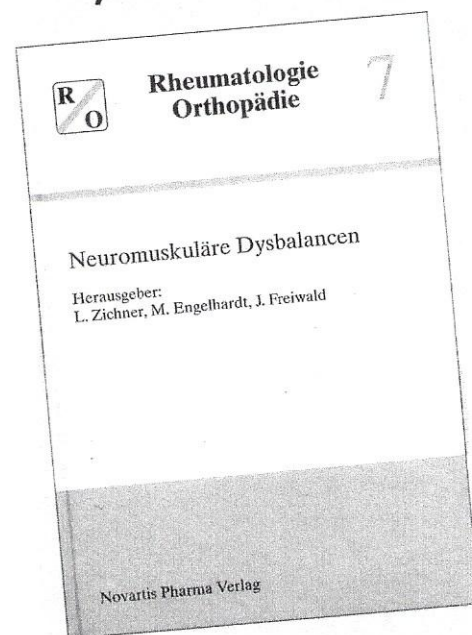 R
O
Rheumatologie
Orthopädie
7
Neuromuskuläre Dysbalancen
Herausgeber:
L. Zichner, M. Engelhardt, J. Freiwald
Novartis Pharma Verlag